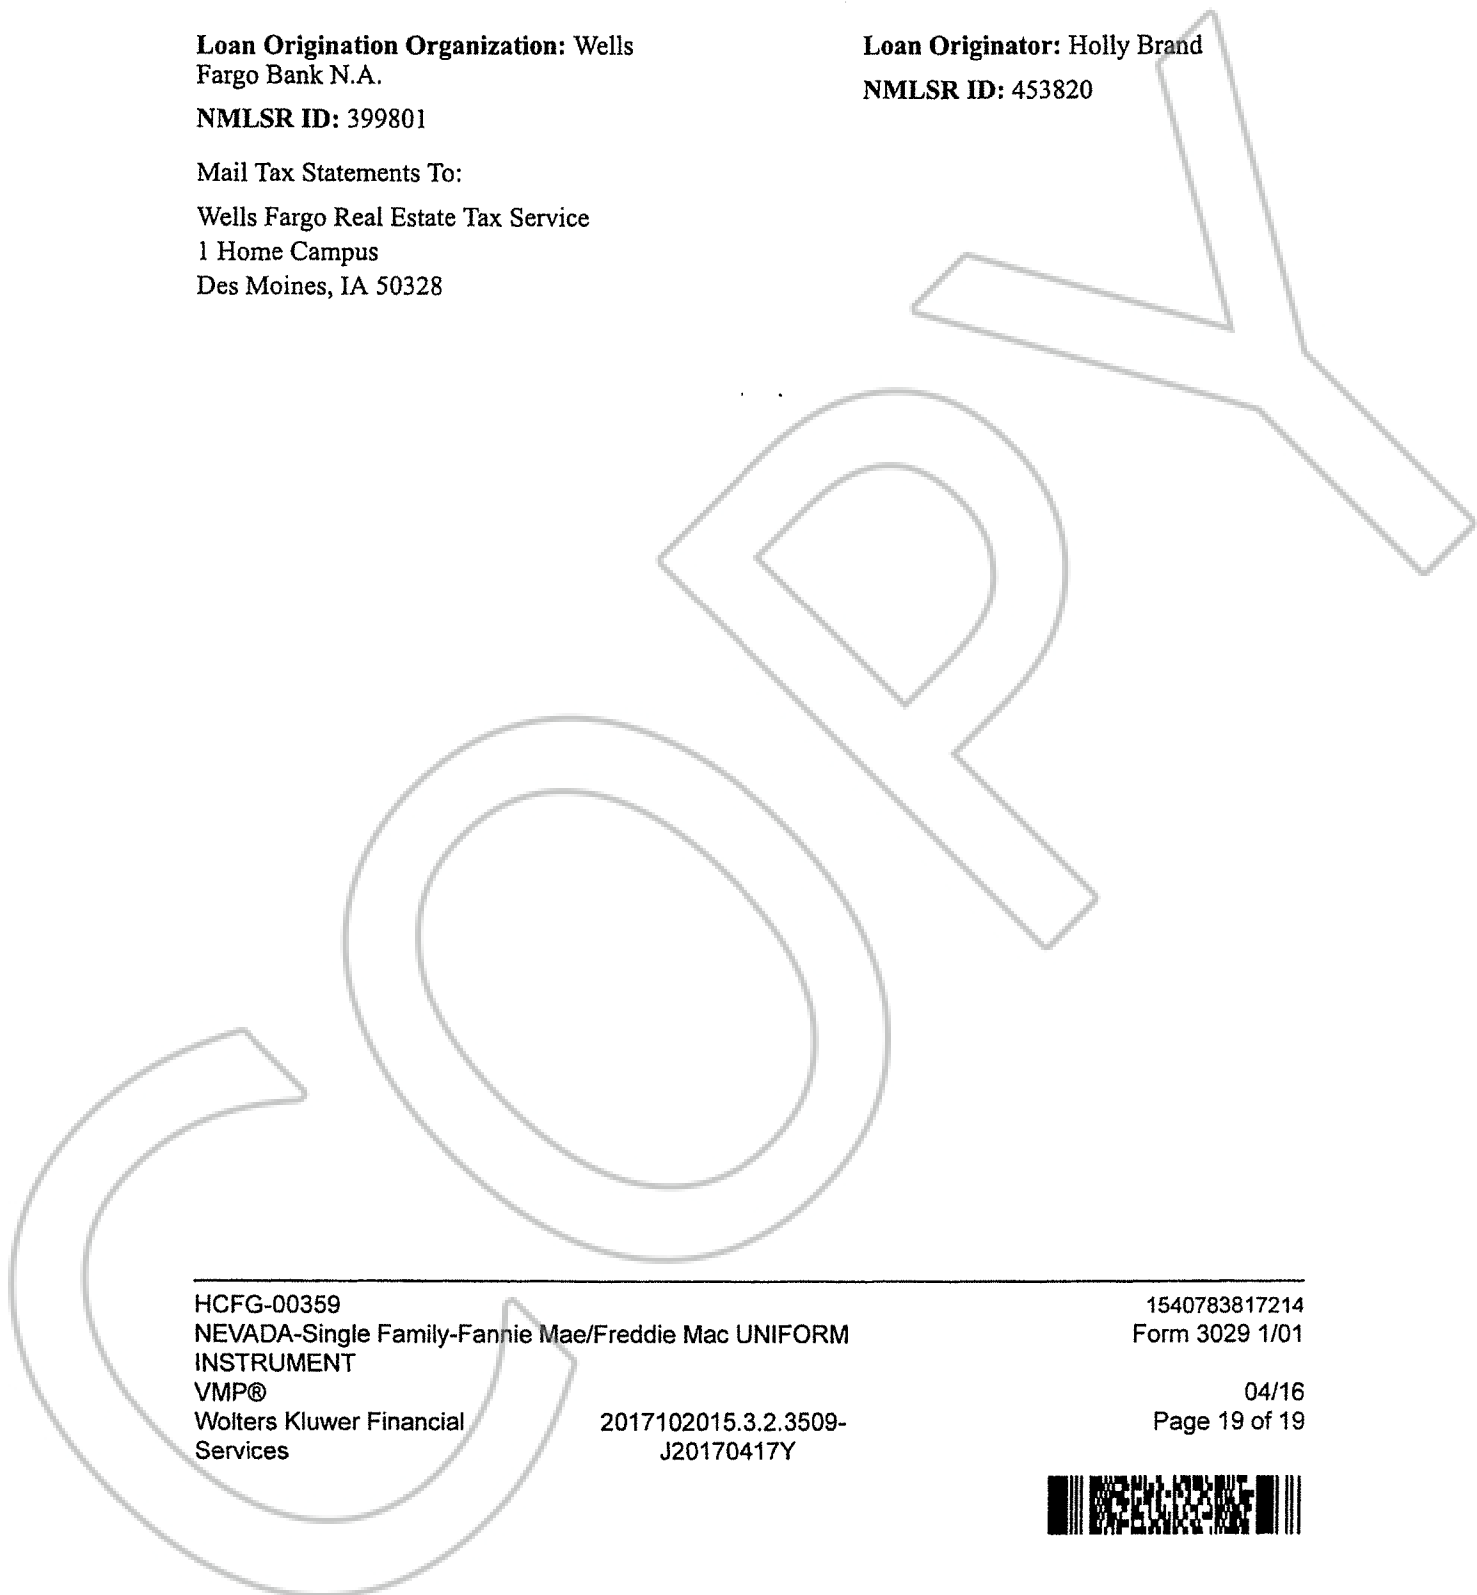 Loan Origination Organization: Wells
Fargo Bank N.A.
NMLSR ID: 399801
Loan Originator: Holly Brand
NMLSR ID: 453820
Mail Tax Statements To:
Wells Fargo Real Estate Tax Service
1 Home Campus
Des Moines, IA 50328
COPY
HCFG-00359
NEVADA-Single Family-Fannie Mae/Freddie Mac UNIFORM
INSTRUMENT
VMP®
Wolters Kluwer Financial
Services
2017102015.3.2.3509-
J20170417Y
1540783817214
Form 3029 1/01
04/16
Page 19 of 19